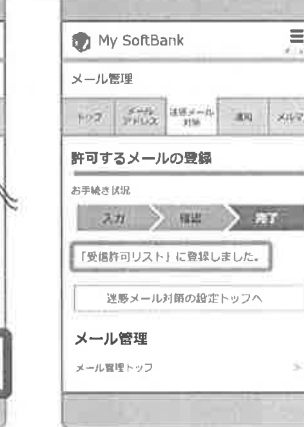 My SoftBank
メール管理
トップ
メール
アドレス
迷惑メール
対策
通知
メルマ
許可するメールの登録
お手続き状況
入力
確認
完了
「受信許可リスト」に登録しました。
迷惑メール対策の設定トップへ
メール管理
メール管理トップ